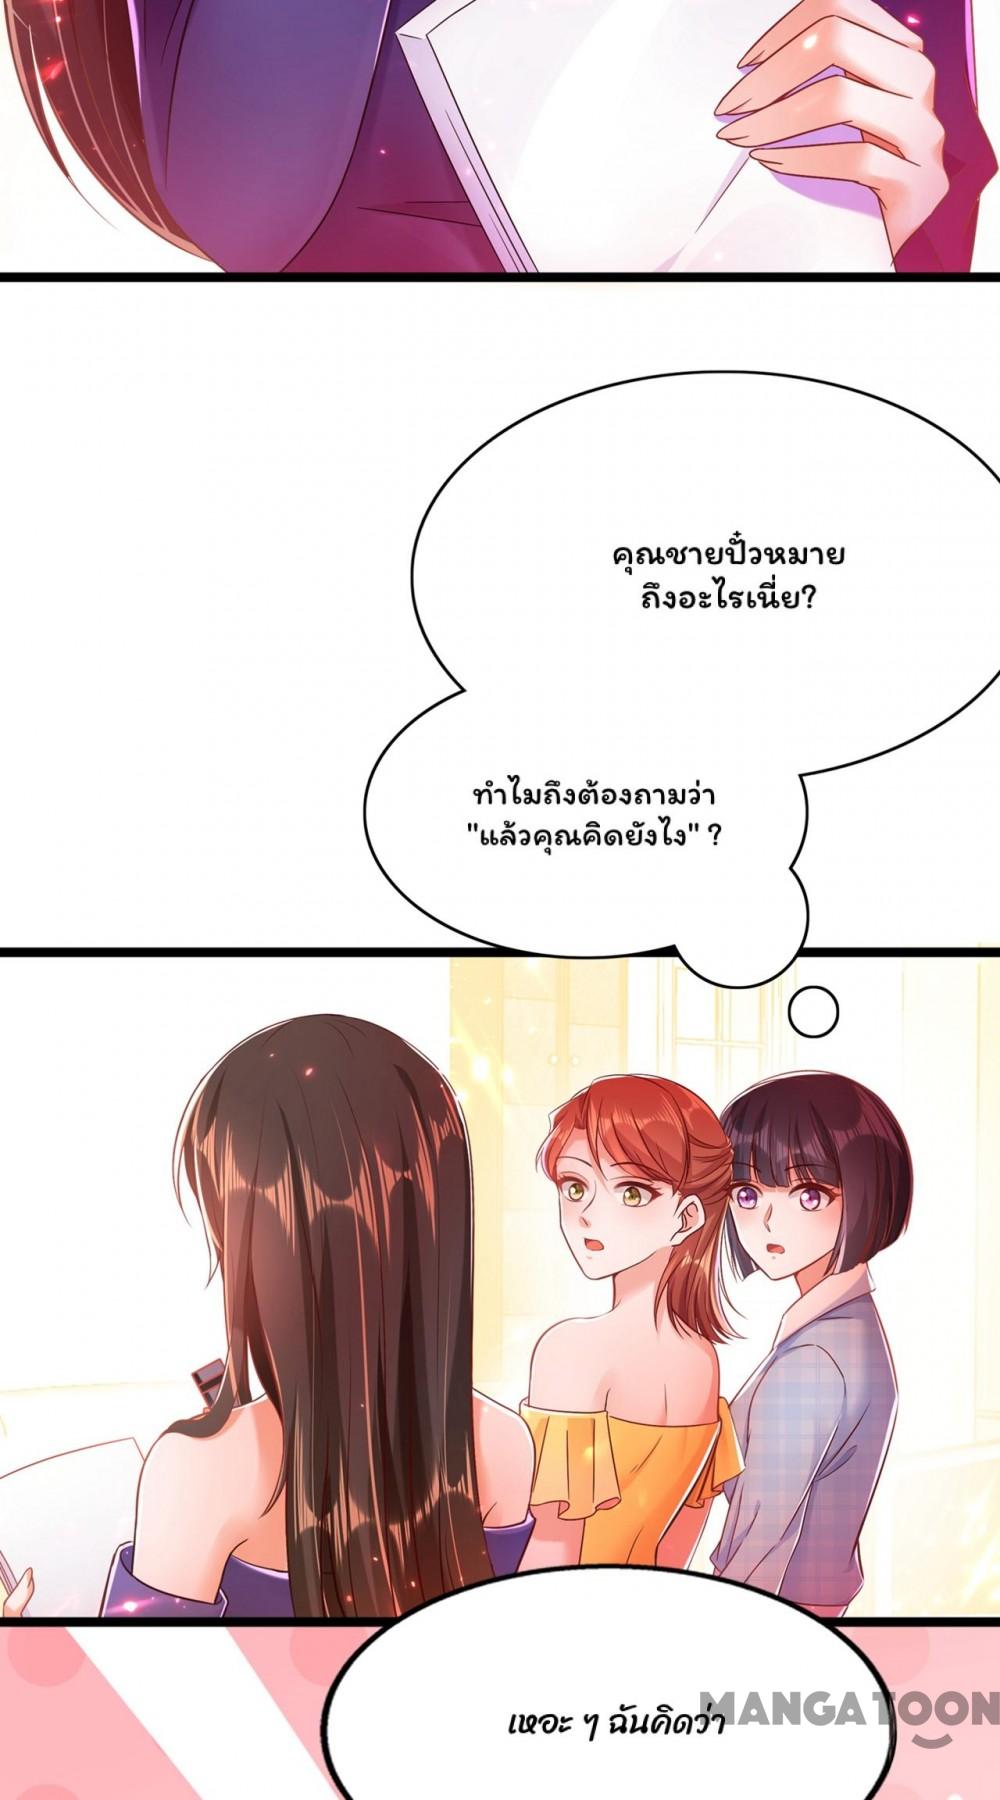 คุณชายปั๋วหมาย
ถึงอะไรเนี่ย?
ทำไมถึงต้องถามว่า
"แล้วคุณคิดยังไง" ?
เหอะ ๆ ฉันคิดว่า
MANGATOON